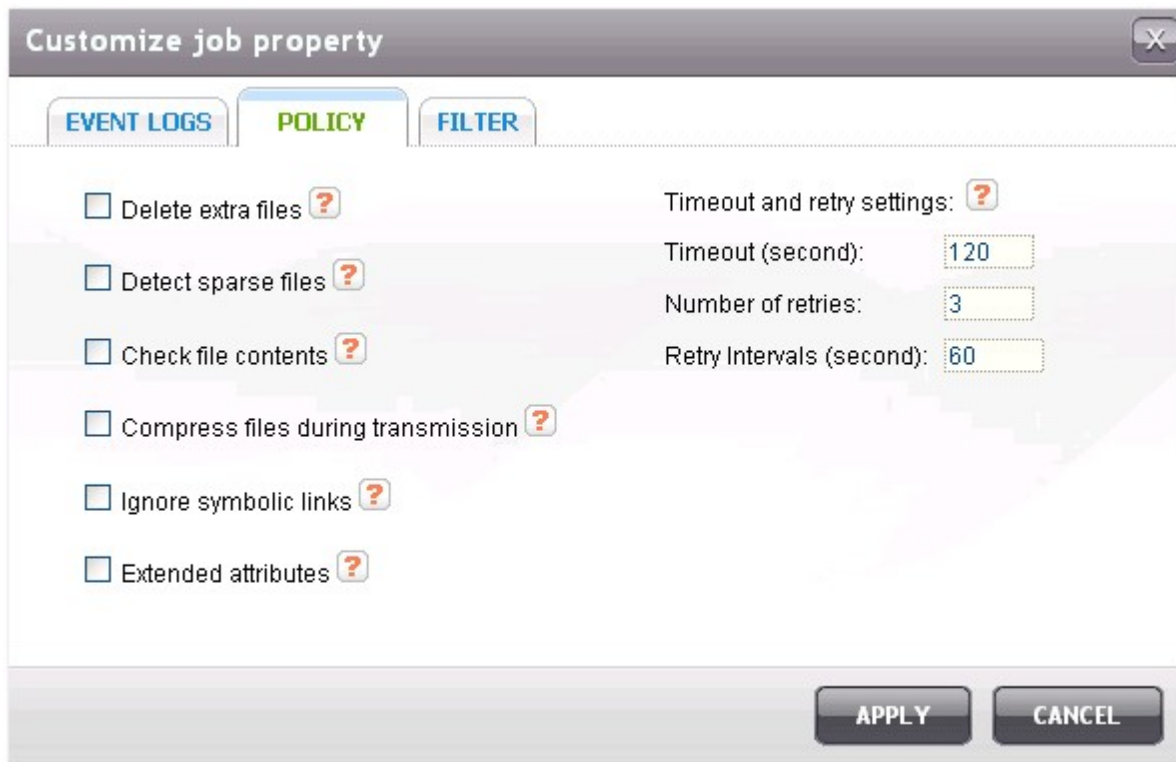 Customize job property
X
EVENT LOGS
POLICY
FILTER
Delete extra files ?
Detect sparse files ?
Check file contents ?
Compress files during transmission ?
Ignore symbolic links ?
Extended attributes ?
Timeout and retry settings: ?
Timeout (second): 120
Number of retries: 3
Retry Intervals (second): 60
APPLY
CANCEL